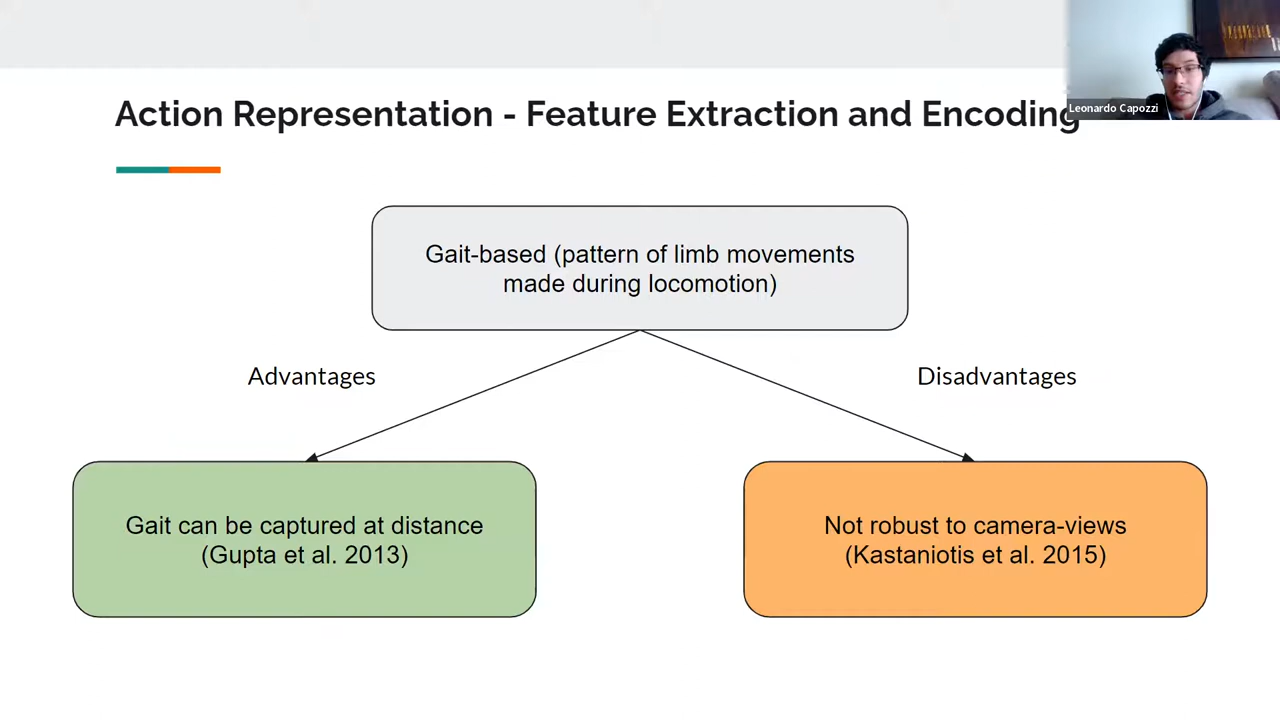 Action Representation - Feature Extraction and Encoding
Leonardo Capozzi
Gait-based (pattern of limb movements
made during locomotion)
Advantages
Disadvantages
Gait can be captured at distance
(Gupta et al. 2013)
Not robust to camera-views
(Kastaniotis et al. 2015)